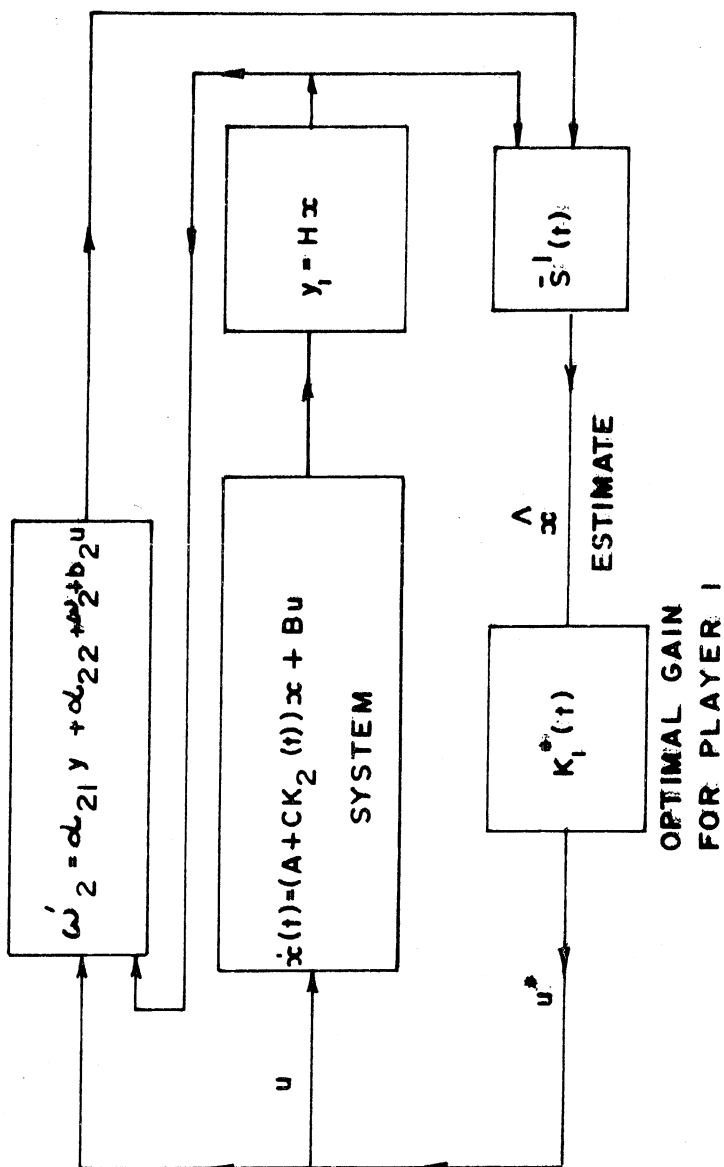 ω̇₂ = α₂₁ y + α₂₂ + ω₂ + b₂u
u
ẋ(t)=(A+CK₂(t))x + Bu
SYSTEM
y₁ = Hx
u*
K₁*(t)
OPTIMAL GAIN
FOR PLAYER 1
x̂
ESTIMATE
S⁻¹(t)